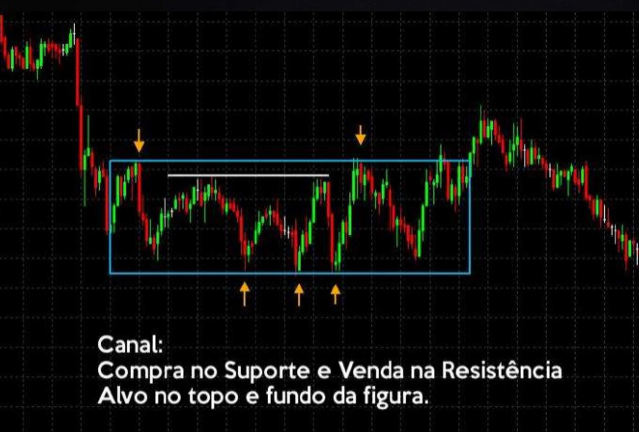 Canal:
Compra no Suporte e Venda na Resistência
Alvo no topo e fundo da figura.